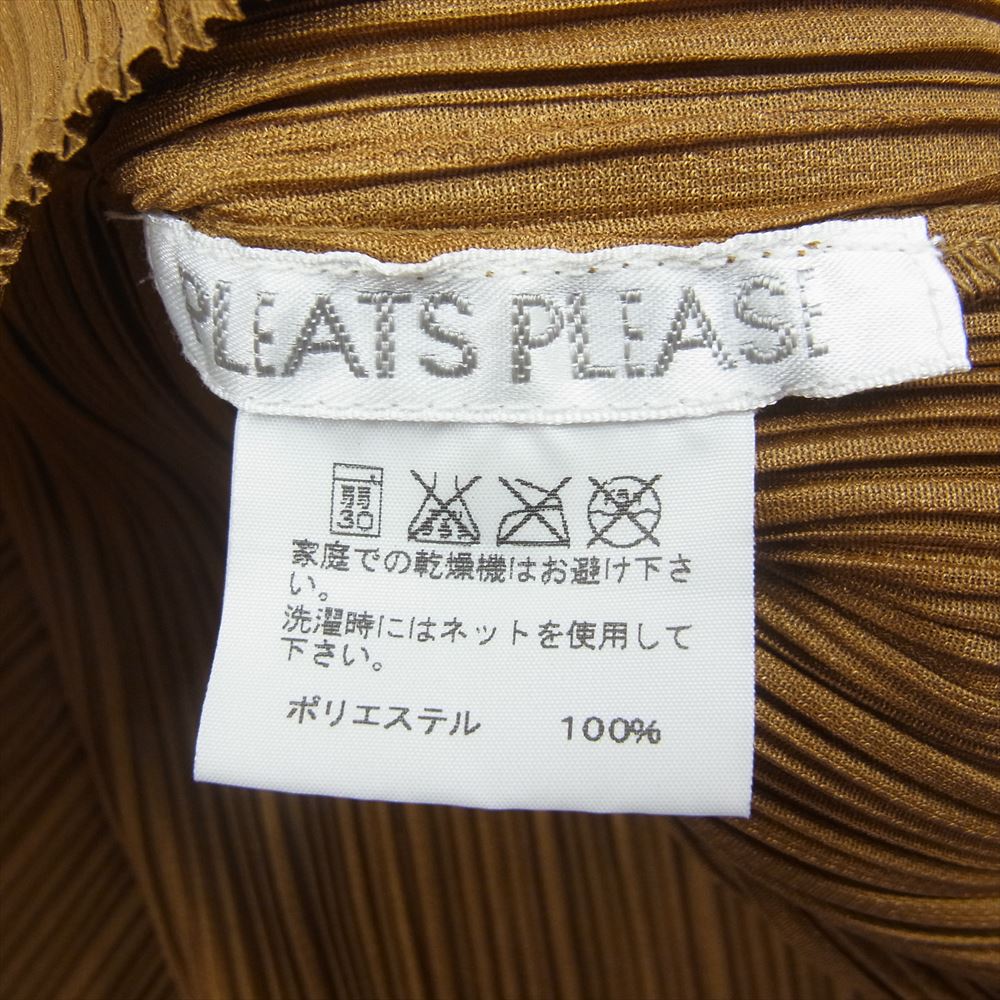 PLEATS PLEASE
弱
30
家庭での乾燥機はお避け下さ
い。
洗濯時にはネットを使用して
下さい。
ポリエステル 100%